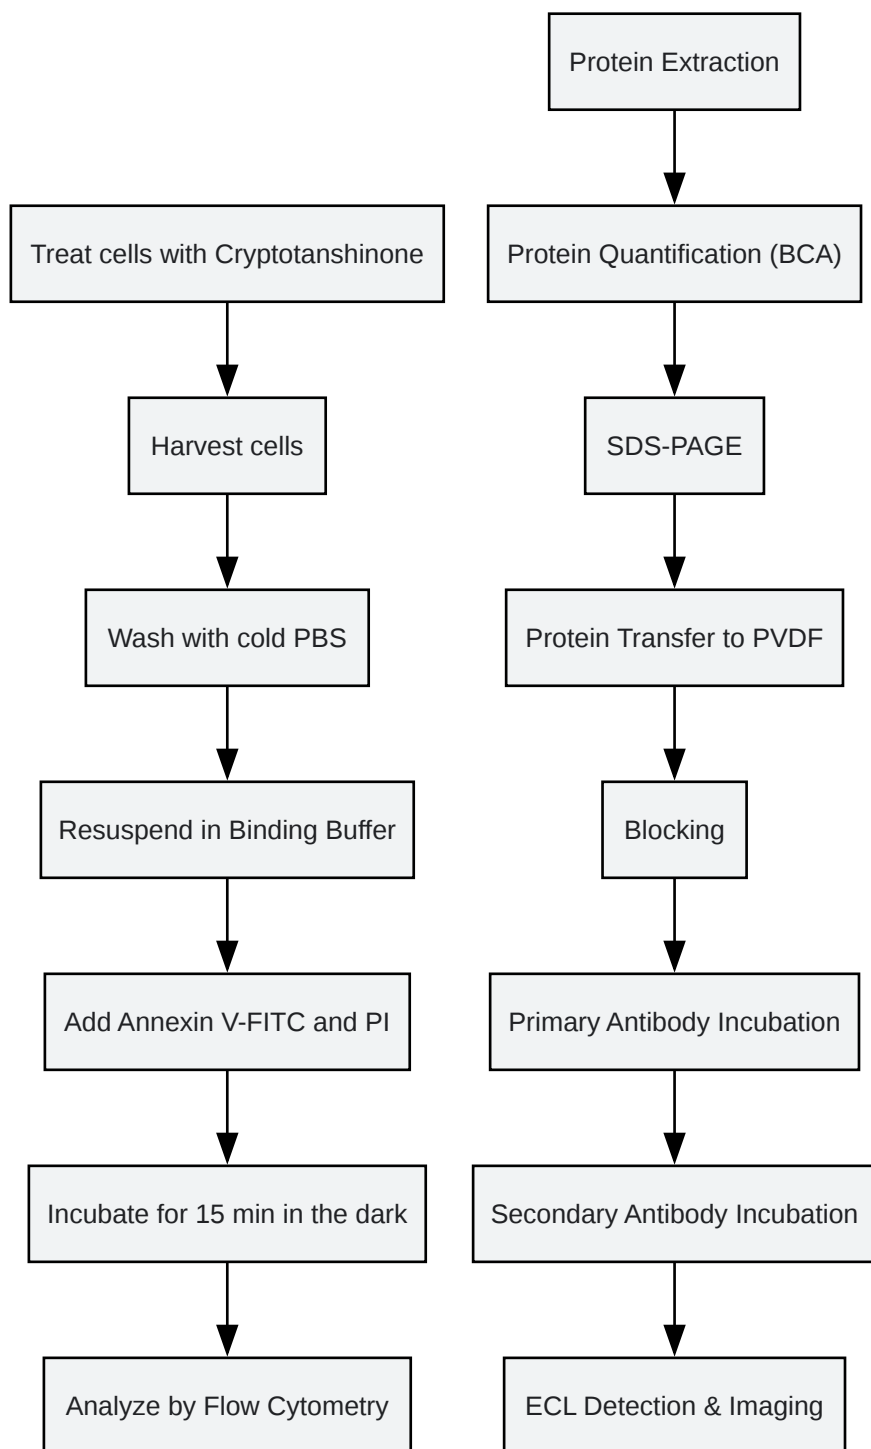 Protein Extraction
Treat cells with Cryptotanshinone
Protein Quantification (BCA)
Harvest cells
SDS-PAGE
Wash with cold PBS
Protein Transfer to PVDF
Resuspend in Binding Buffer
Blocking
Add Annexin V-FITC and PI
Primary Antibody Incubation
Incubate for 15 min in the dark
Secondary Antibody Incubation
Analyze by Flow Cytometry
ECL Detection & Imaging